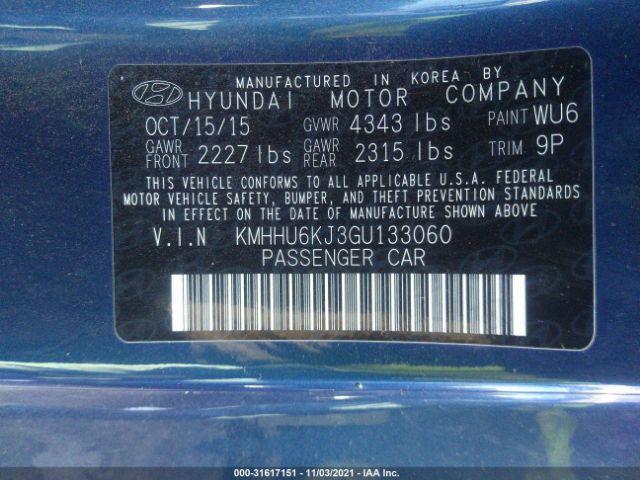 MANUFACTURED IN KOREA BY
HYUNDAI MOTOR COMPANY
OCT/15/15 GVWR 4343 lbs PAINT WU6
GAWR FRONT 2227 lbs GAWR REAR 2315 lbs TRIM 9P
THIS VEHICLE CONFORMS TO ALL APPLICABLE U.S.A. FEDERAL
MOTOR VEHICLE SAFETY, BUMPER, AND THEFT PREVENTION STANDARDS
IN EFFECT ON THE DATE OF MANUFACTURE SHOWN ABOVE.
V.I.N KMHHU6KJ3GU133060
PASSENGER CAR
000-31617151 - 11/03/2021 - IAA Inc.